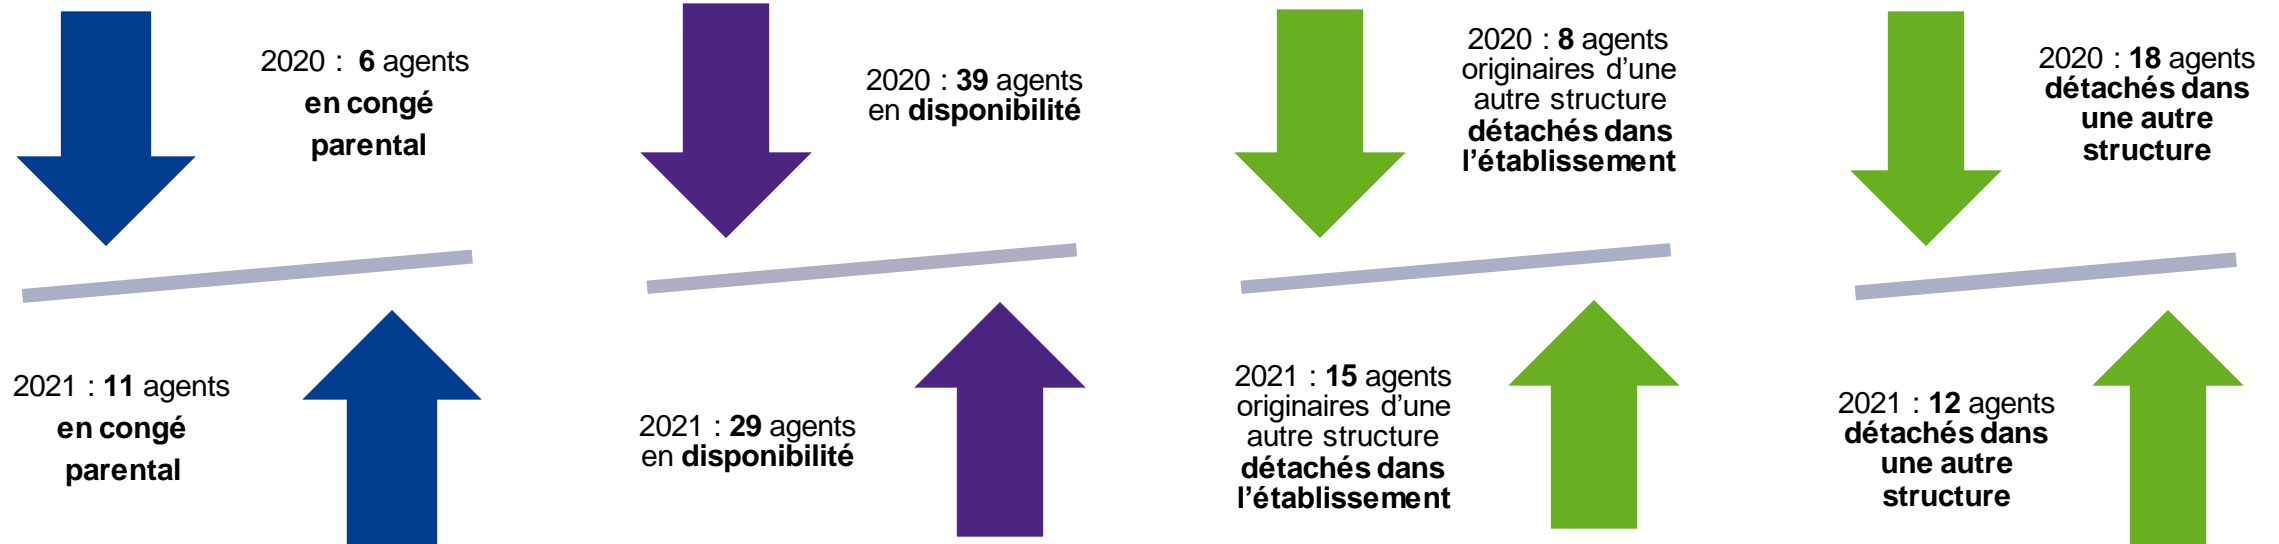 2020 : 6 agents
en congé
parental
2021 : 11 agents
en congé
parental
2020 : 39 agents
en disponibilité
2021 : 29 agents
en disponibilité
2020 : 8 agents
originaires d’une
autre structure
détachés dans
l’établissement
2021 : 15 agents
originaires d’une
autre structure
détachés dans
l’établissement
2020 : 18 agents
détachés dans
une autre
structure
2021 : 12 agents
détachés dans
une autre
structure